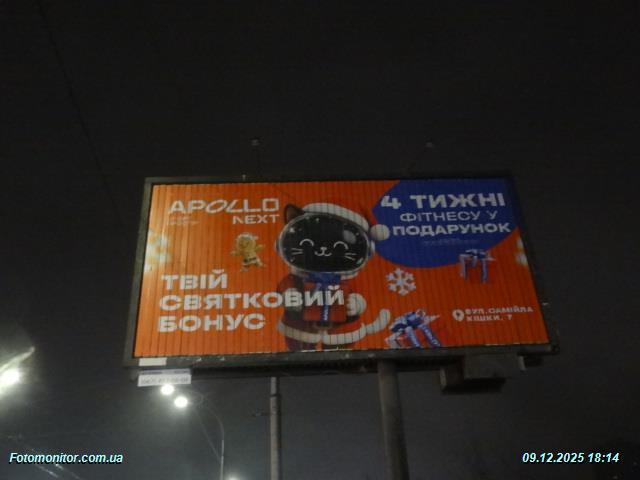 APOLLO
NEXT
4 ТИЖНІ
ФІТНЕСУ У
ПОДАРУНОК
ТВІЙ
СВЯТКОВИЙ
БОНУС
ВУЛ. САМІЙЛА
КІШКИ, 7
Fotomonitor.com.ua
09.12.2025 18:14